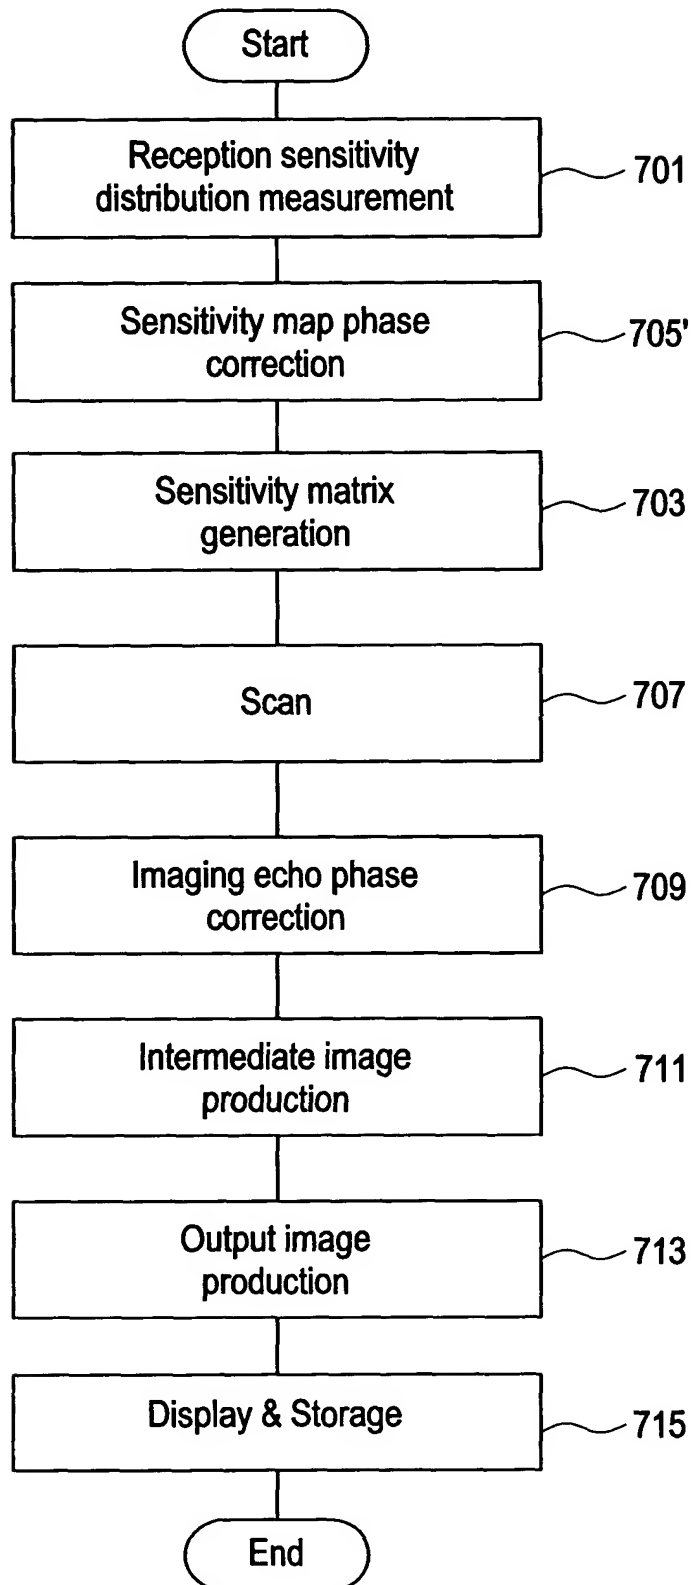 Start
Reception sensitivity
distribution measurement
701
Sensitivity map phase
correction
705'
Sensitivity matrix
generation
703
Scan
707
Imaging echo phase
correction
709
Intermediate image
production
711
Output image
production
713
Display & Storage
715
End